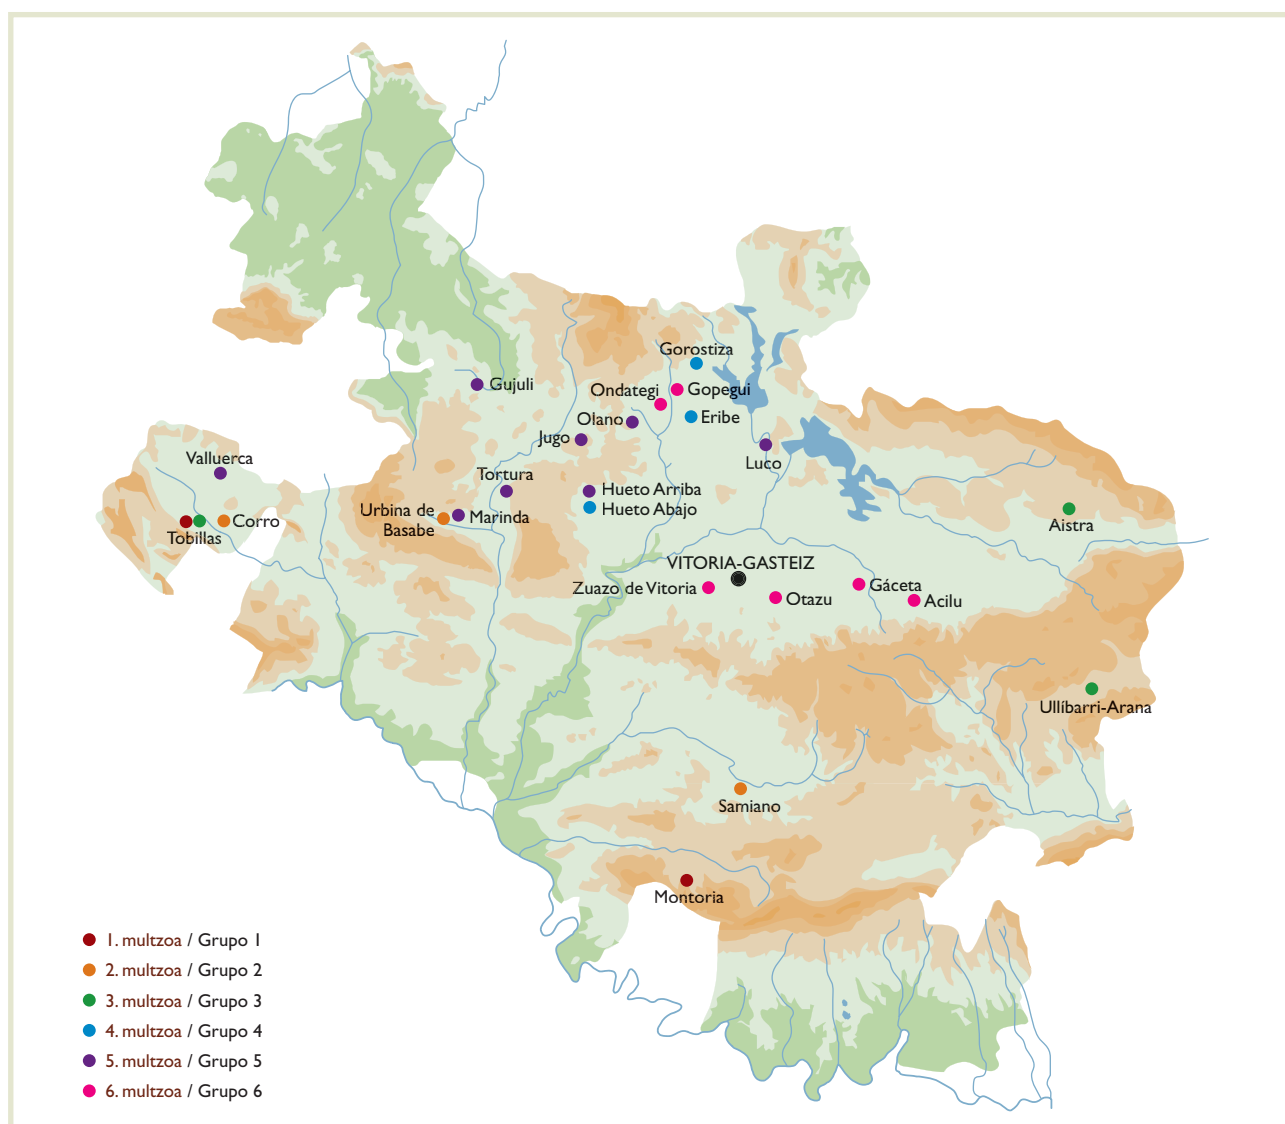 Gorostiza
Gujuli
Ondategi
Gopegui
Olano
Eribe
Jugo
Luco
Valluerca
Tortura
Hueto Arriba
Hueto Abajo
Urbina de
Basabe
Marinda
Corro
Tobillas
Aistra
VITORIA-GASTEIZ
Zuazo de Vitoria
Otazu
Gáceta
Acilu
Ullíbarri-Arana
Samiano
Montoria
1. multzoa / Grupo 1
2. multzoa / Grupo 2
3. multzoa / Grupo 3
4. multzoa / Grupo 4
5. multzoa / Grupo 5
6. multzoa / Grupo 6